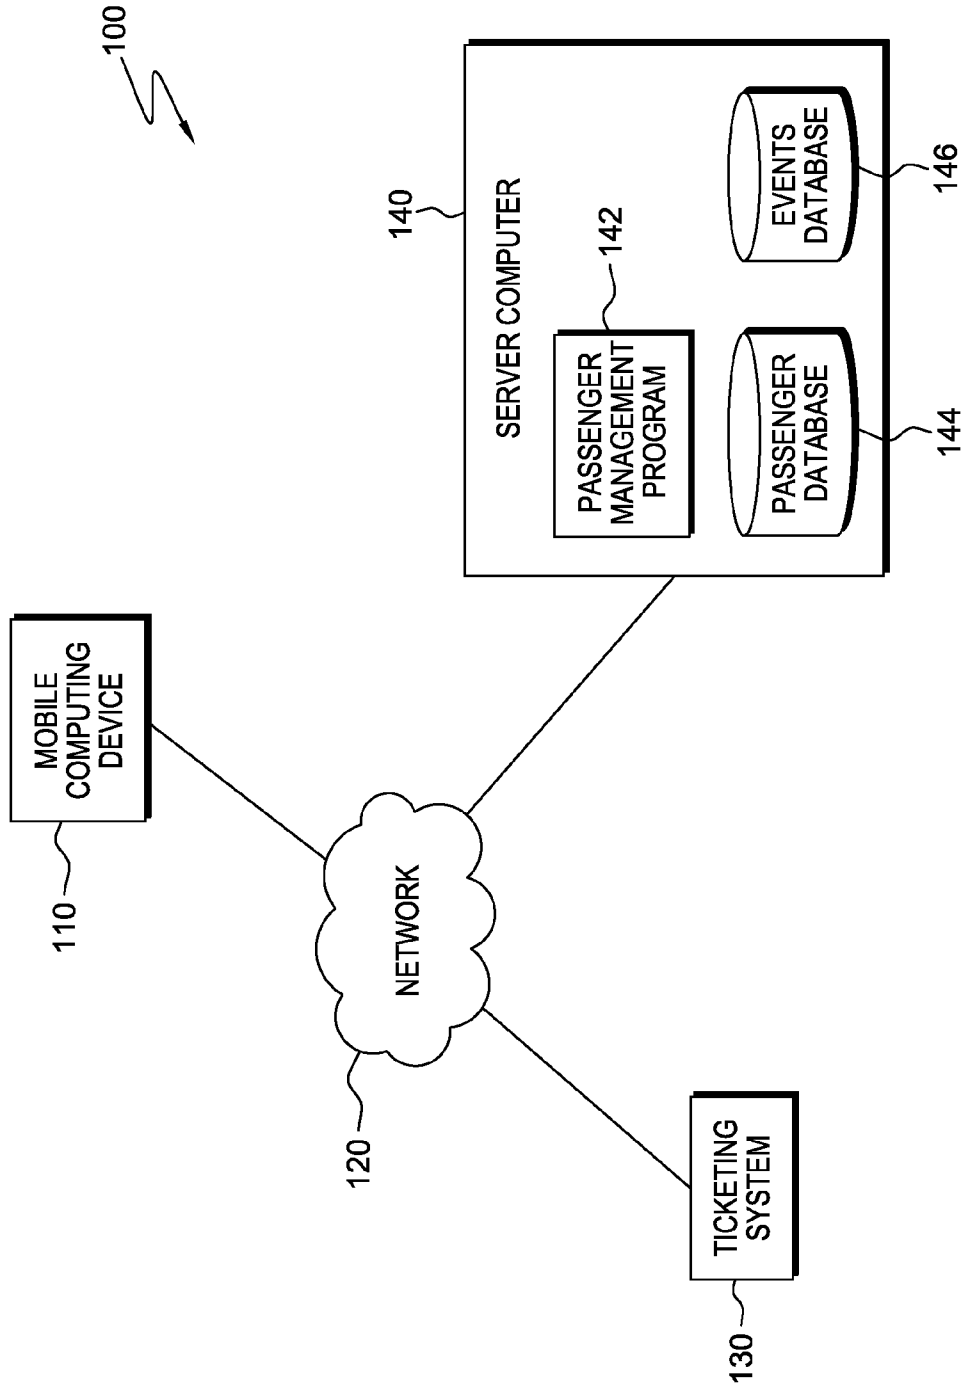 100
MOBILE
COMPUTING
DEVICE
110
NETWORK
120
TICKETING
SYSTEM
130
140
SERVER COMPUTER
142
PASSENGER
MANAGEMENT
PROGRAM
PASSENGER
DATABASE
144
EVENTS
DATABASE
146